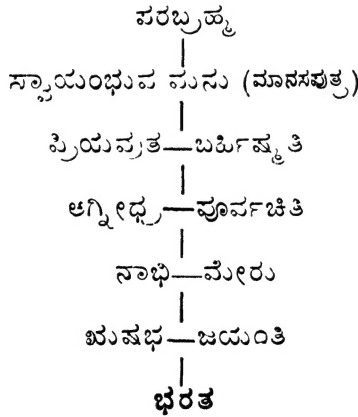 ಪರಬ್ರಹ್ಮ
ಸ್ವಾಯಂಭುವ ಮನು (ಮಾನಸಪುತ್ರ)
ಪ್ರಿಯವ್ರತ—ಬರ್ಹಿಷ್ಮತಿ
ಅಗ್ನೀಧ್ರ—ಪೂರ್ವಚಿತಿ
ನಾಭಿ—ಮೇರು
ಋಷಭ—ಜಯಂತಿ
ಭರತ